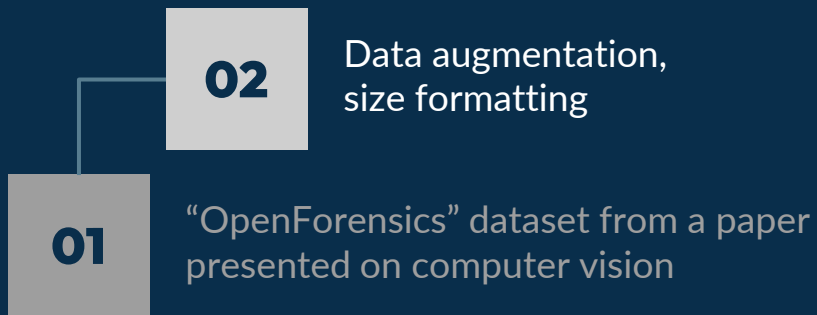 02
Data augmentation,
size formatting
01
“OpenForensics” dataset from a paper
presented on computer vision